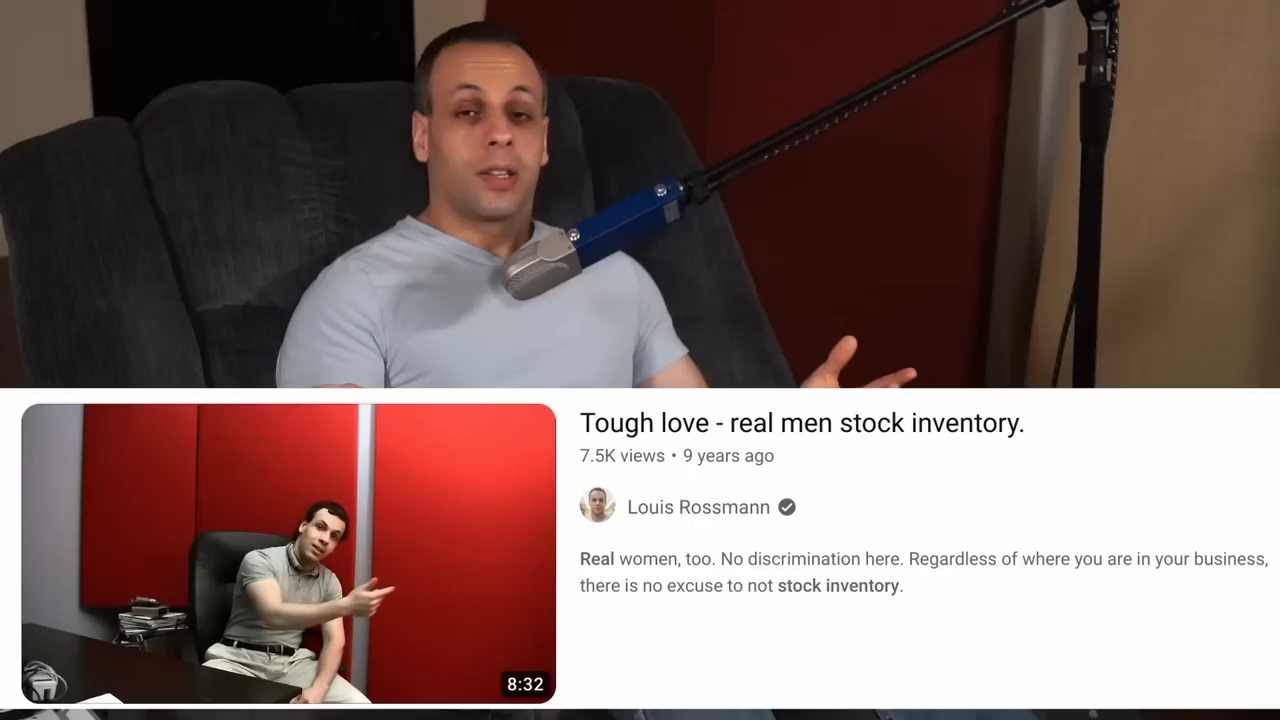 Tough love - real men stock inventory.
7.5K views • 9 years ago
Louis Rossmann
Real women, too. No discrimination here. Regardless of where you are in your business,
there is no excuse to not stock inventory.
8:32